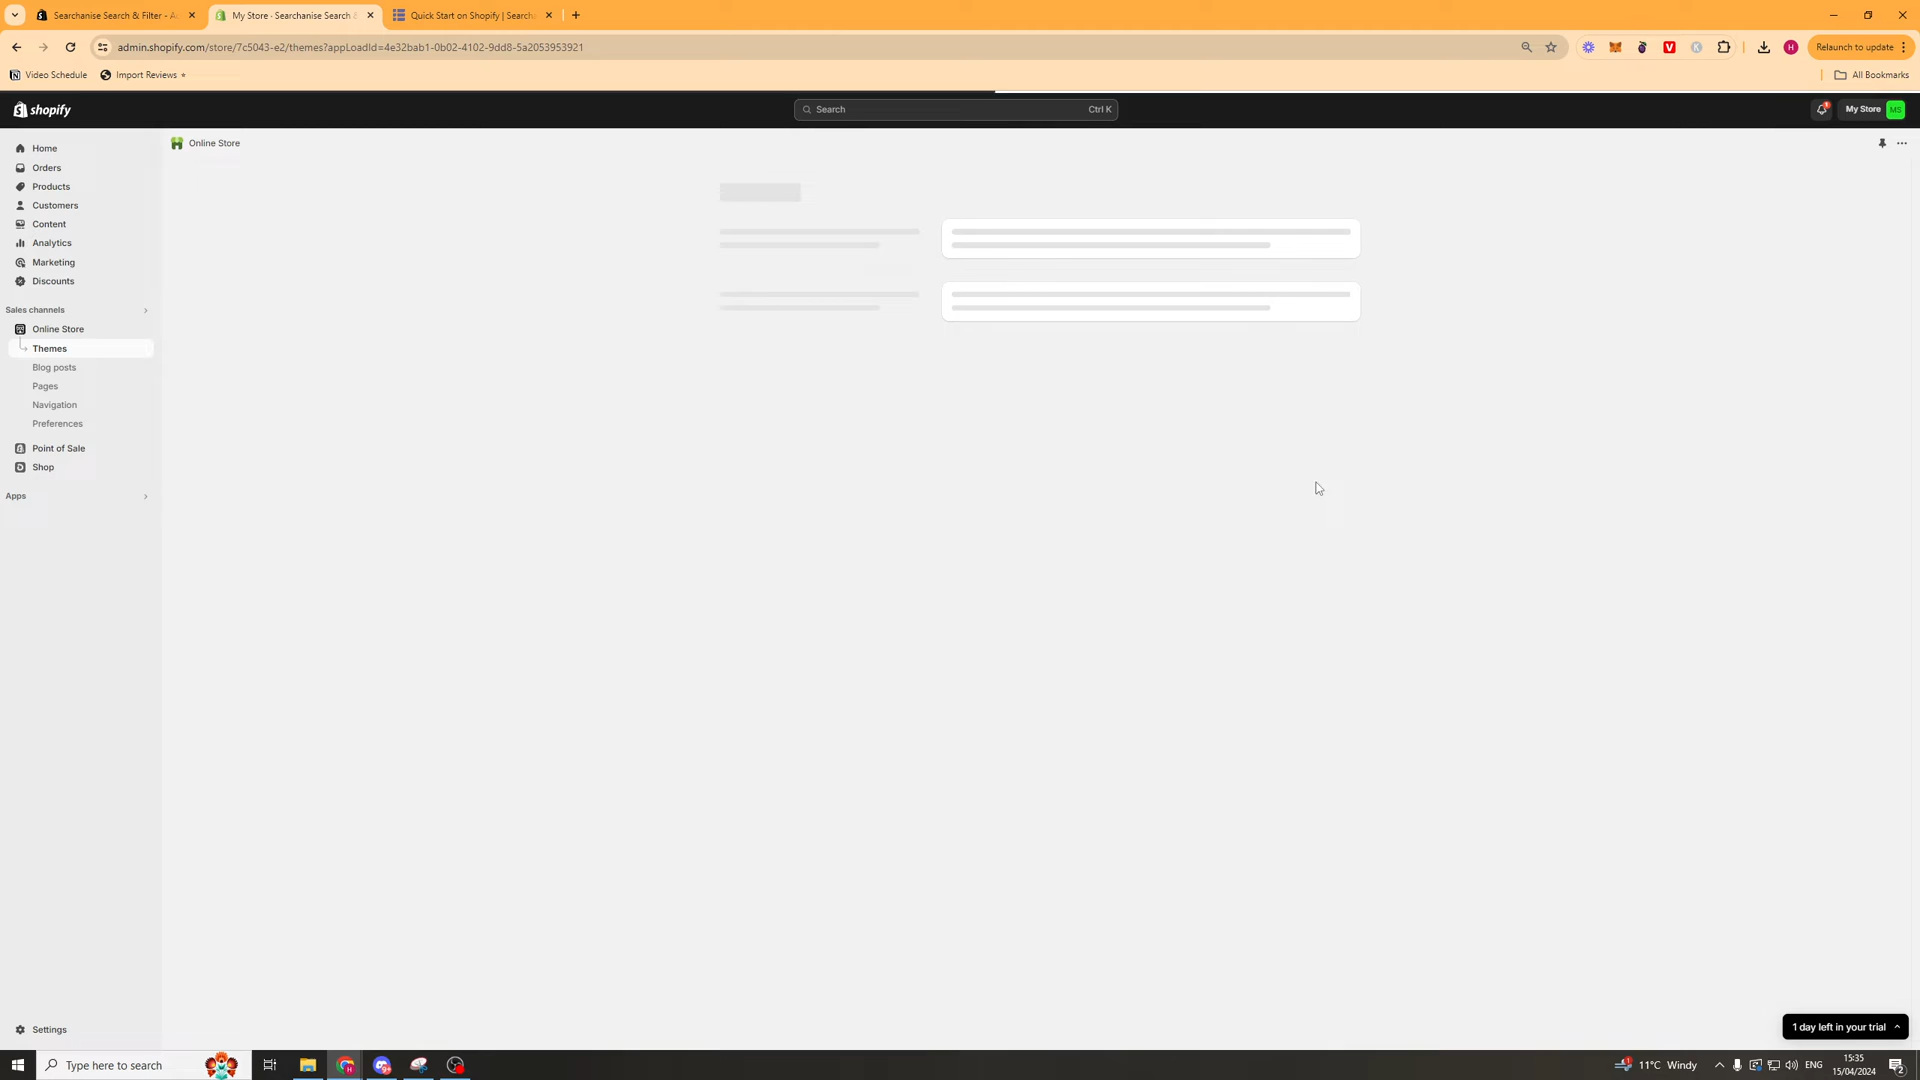 Searchanise Search & Filter - A
My Store · Searchanise Search &
Quick Start on Shopify | Search
admin.shopify.com/store/7c5043-e2/themes?appLoadId=4e32bab1-0b02-4102-9dd8-5a2053953921
Relaunch to update
Video Schedule
Import Reviews
All Bookmarks
shopify
Search
Ctrl K
My Store
MS
Home
Online Store
Orders
Products
Customers
Content
Analytics
Marketing
Discounts
Sales channels
Online Store
Themes
Blog posts
Pages
Navigation
Preferences
Point of Sale
Shop
Apps
Settings
1 day left in your trial
Type here to search
11°C Windy
ENG
15:35
15/04/2024